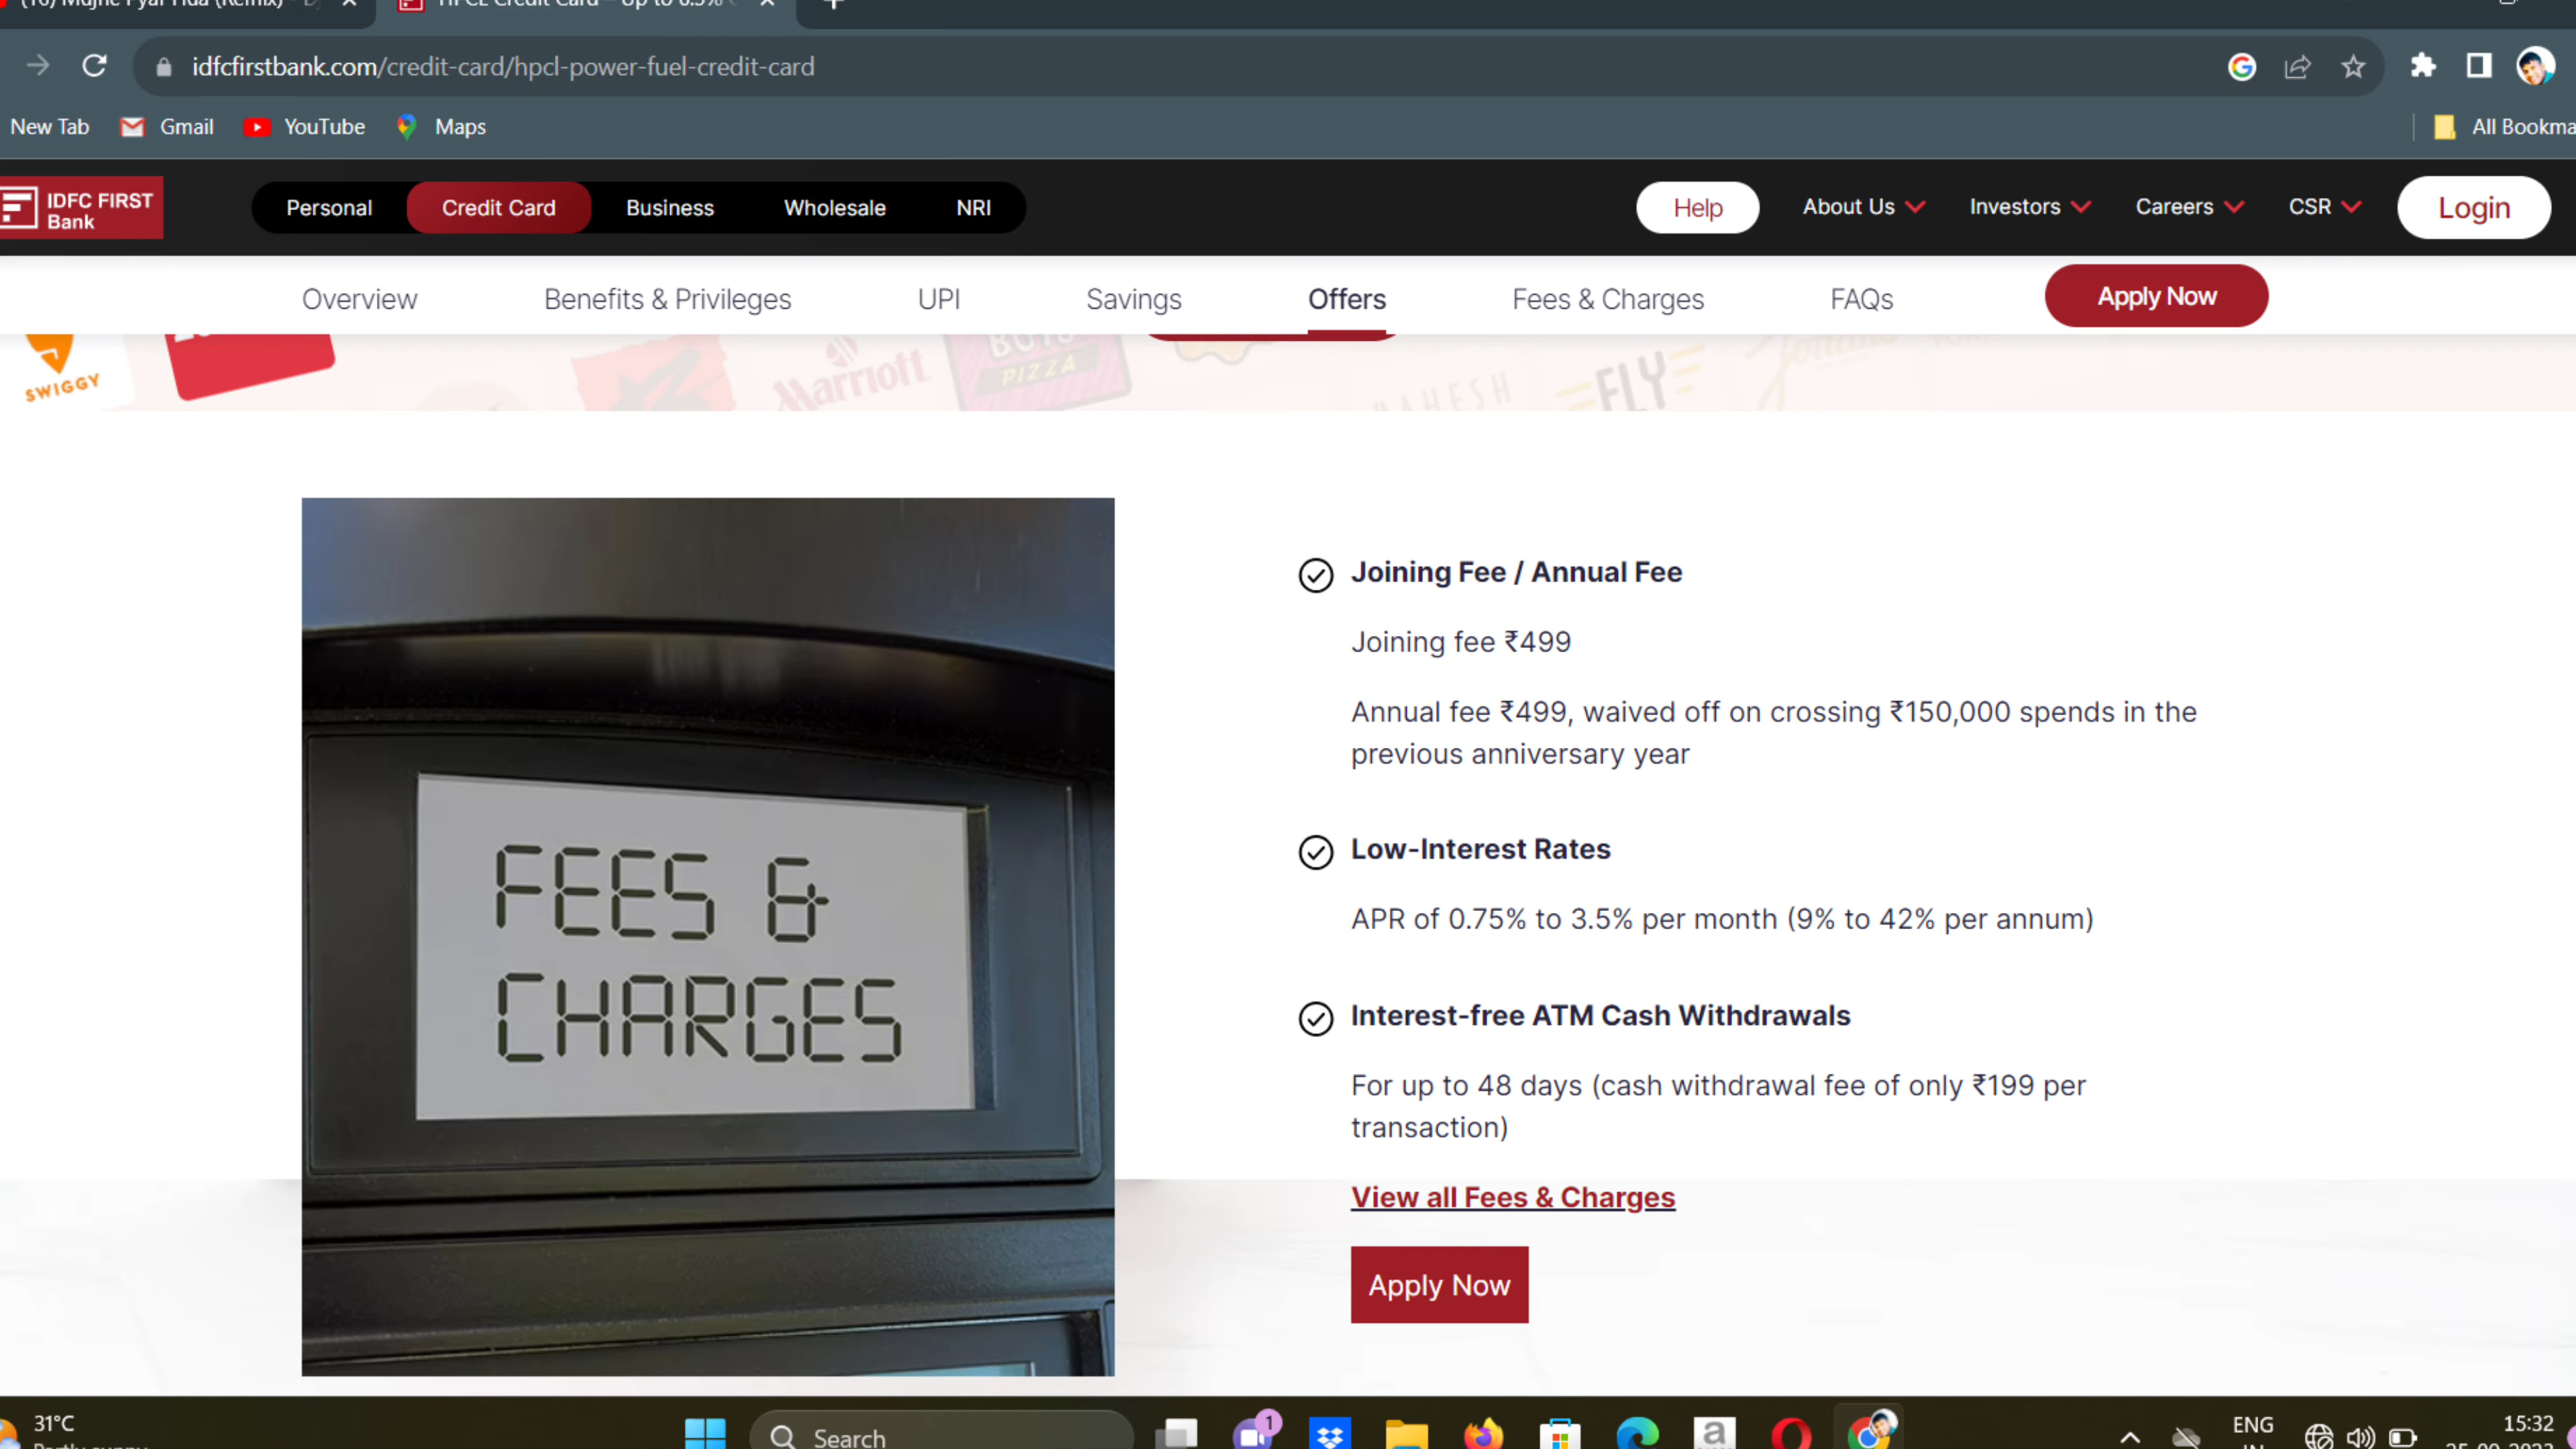 idfcfirstbank.com/credit-card/hpcl-power-fuel-credit-card
New Tab Gmail YouTube Maps All Bookma
IDFC FIRST
Bank
Personal Credit Card Business Wholesale NRI Help About Us Investors Careers CSR Login
Overview Benefits & Privileges UPI Savings Offers Fees & Charges FAQs Apply Now
SWIGGY Marriott PIZZA FLY
Joining Fee / Annual Fee
Joining fee ₹499
Annual fee ₹499, waived off on crossing ₹150,000 spends in the
previous anniversary year
Low-Interest Rates
APR of 0.75% to 3.5% per month (9% to 42% per annum)
Interest-free ATM Cash Withdrawals
For up to 48 days (cash withdrawal fee of only ₹199 per
transaction)
View all Fees & Charges
Apply Now
FEES &
CHARGES
31°C
Search
1
a
ENG
15:32